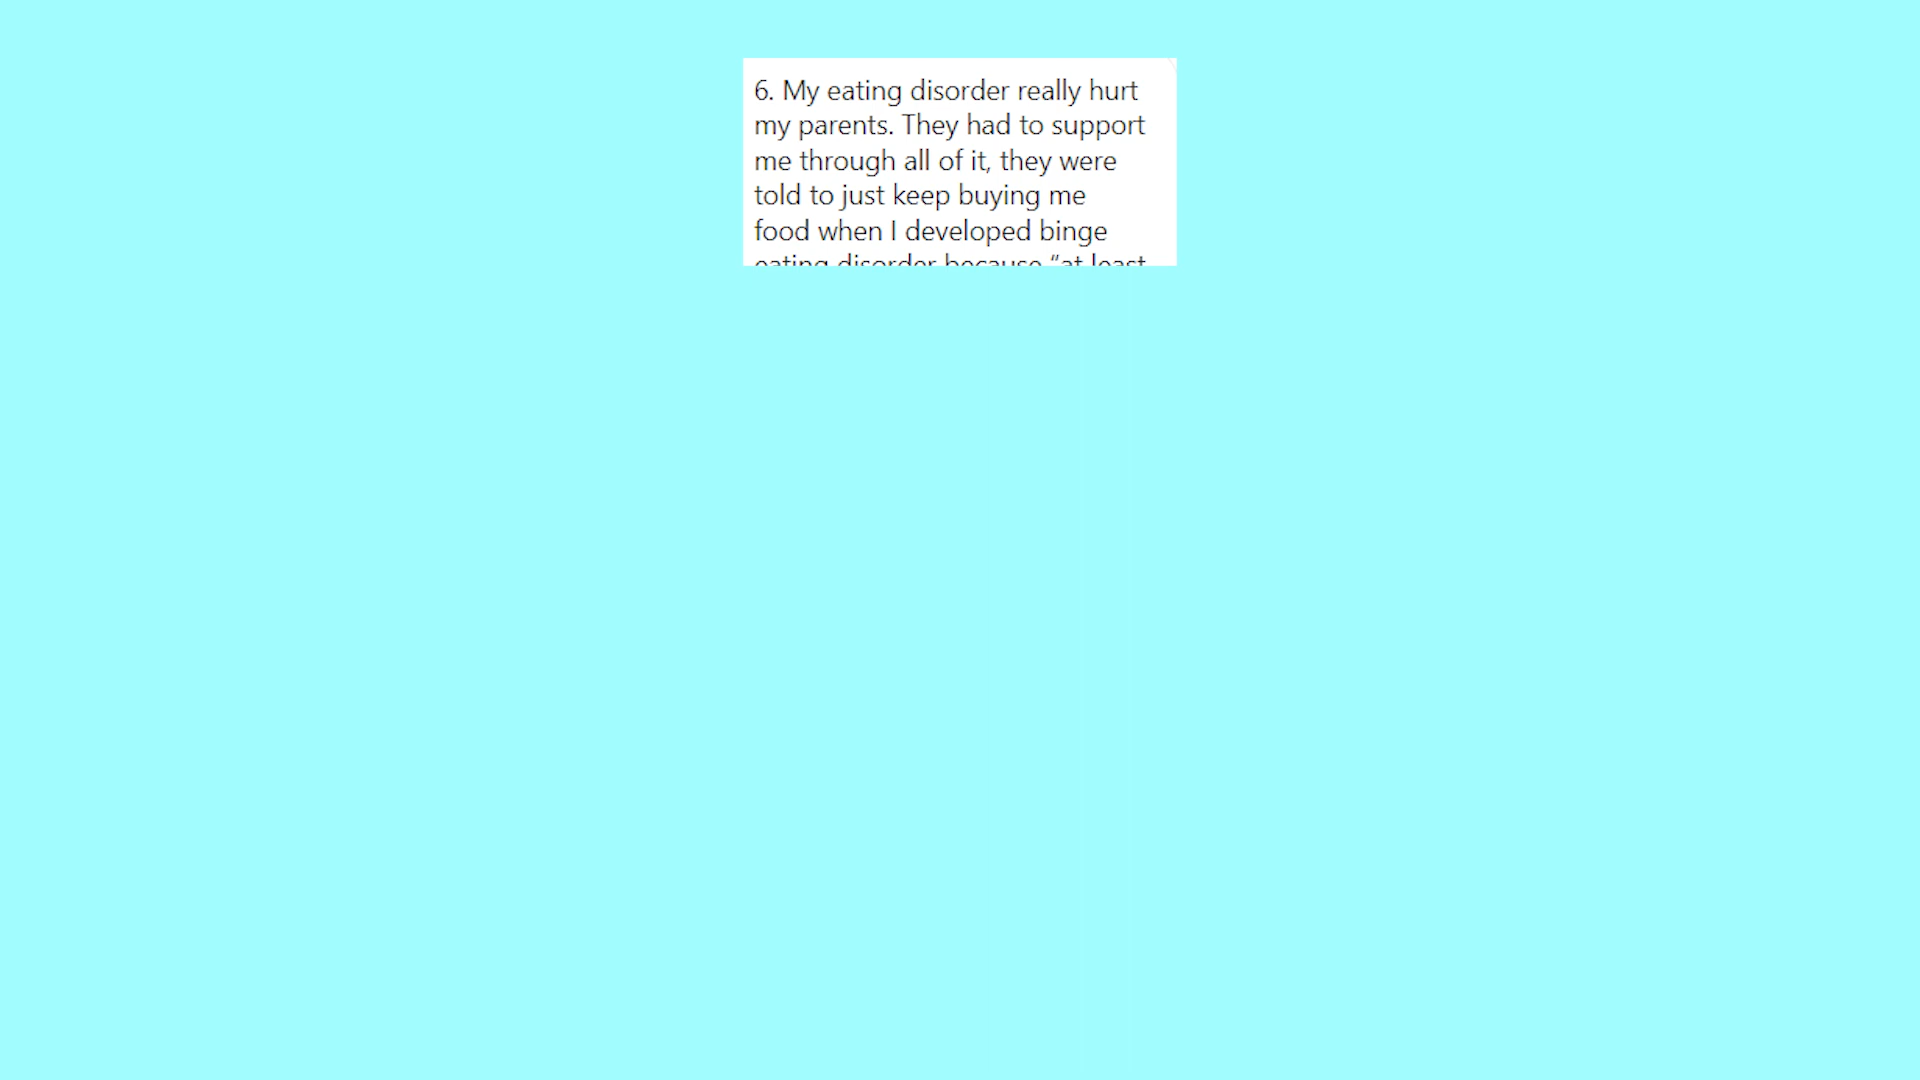 6. My eating disorder really hurt
my parents. They had to support
me through all of it, they were
told to just keep buying me
food when I developed binge
eating disorder because “at least